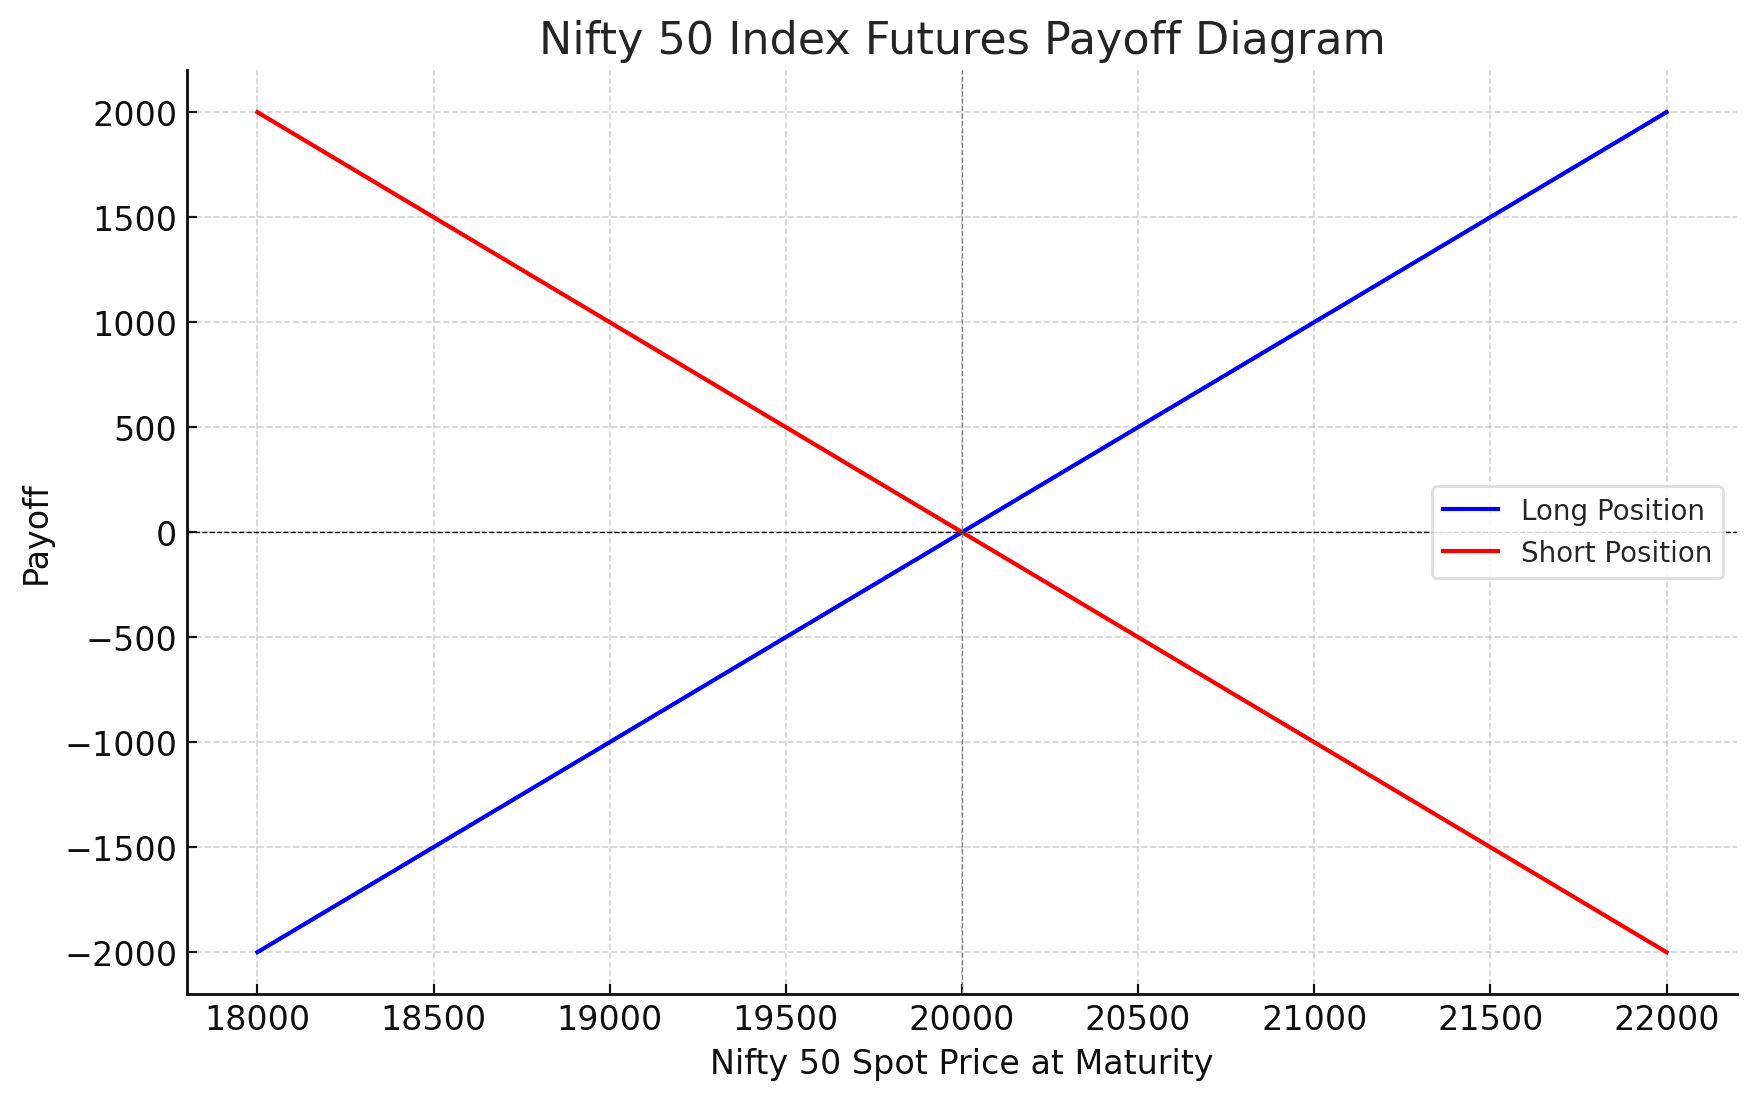 Nifty 50 Index Futures Payoff Diagram
Payoff
2000
1500
1000
500
0
−500
−1000
−1500
−2000
Long Position
Short Position
18000 18500 19000 19500 20000 20500 21000 21500 22000
Nifty 50 Spot Price at Maturity